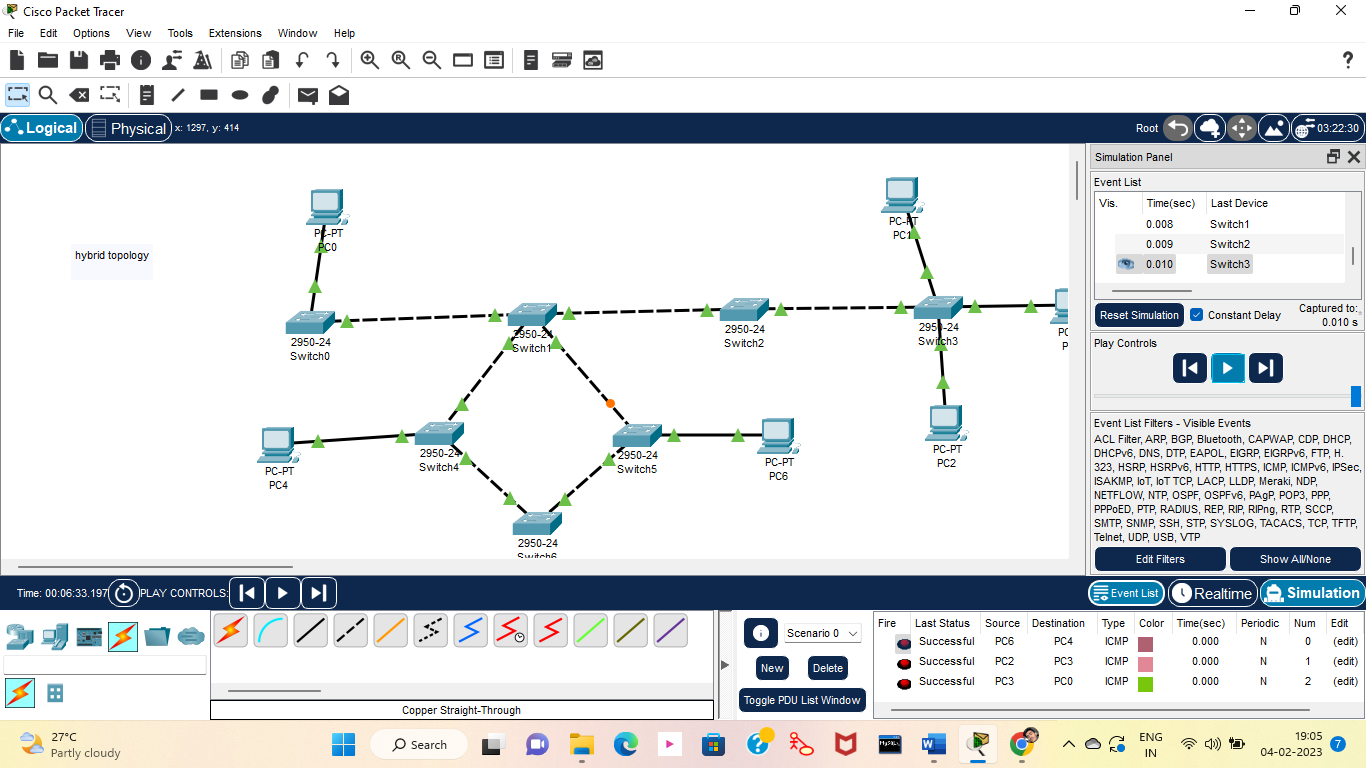 Cisco Packet Tracer
File Edit Options View Tools Extensions Window Help
?
Logical Physical x: 1297, y: 414 Root 03:22:30
hybrid topology
PC-PT
PC0
PC-PT
PC1
2950-24
Switch0
2950-24
Switch1
2950-24
Switch2
2950-24
Switch3
PC-PT
PC4
2950-24
Switch4
2950-24
Switch5
PC-PT
PC6
PC-PT
PC2
2950-24
Switch6
Simulation Panel
Event List
Vis. Time(sec) Last Device
0.008 Switch1
0.009 Switch2
0.010 Switch3
Reset Simulation Constant Delay Captured to:
0.010 s
Play Controls
Event List Filters - Visible Events
ACL Filter, ARP, BGP, Bluetooth, CAPWAP, CDP, DHCP,
DHCPv6, DNS, DTP, EAPOL, EIGRP, EIGRPv6, FTP, H.
323, HSRP, HSRPv6, HTTP, HTTPS, ICMP, ICMPv6, IPSec,
ISAKMP, IoT, IoT TCP, LACP, LLDP, Meraki, NDP,
NETFLOW, NTP, OSPF, OSPFv6, PAgP, POP3, PPP,
PPPoED, PTP, RADIUS, REP, RIP, RIPng, RTP, SCCP,
SMTP, SNMP, SSH, STP, SYSLOG, TACACS, TCP, TFTP,
Telnet, UDP, USB, VTP
Edit Filters Show All/None
Time: 00:06:33.197 PLAY CONTROLS: Event List Realtime Simulation
Scenario 0
New Delete
Toggle PDU List Window
Fire Last Status Source Destination Type Color Time(sec) Periodic Num Edit
Successful PC6 PC4 ICMP 0.000 N 0 (edit)
Successful PC2 PC3 ICMP 0.000 N 1 (edit)
Successful PC3 PC0 ICMP 0.000 N 2 (edit)
Copper Straight-Through
27°C
Partly cloudy
Search
MySQL
ENG
IN
19:05
04-02-2023
7